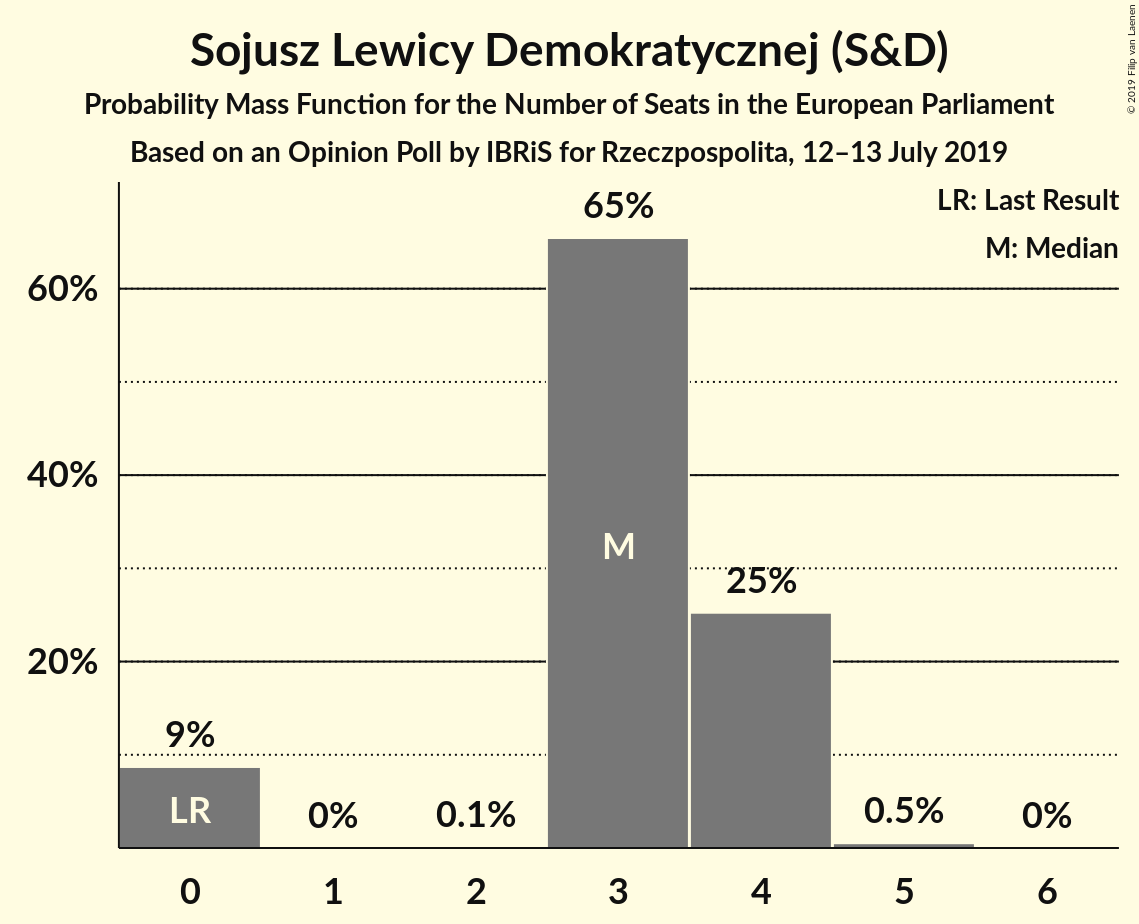 Sojusz Lewicy Demokratycznej (S&D)
Probability Mass Function for the Number of Seats in the European Parliament
Based on an Opinion Poll by IBRiS for Rzeczpospolita, 12–13 July 2019
© 2019 Filip van Laenen
LR: Last Result
M: Median
60%
40%
20%
65%
M
25%
9%
LR
0%
0.1%
0.5%
0%
0 1 2 3 4 5 6